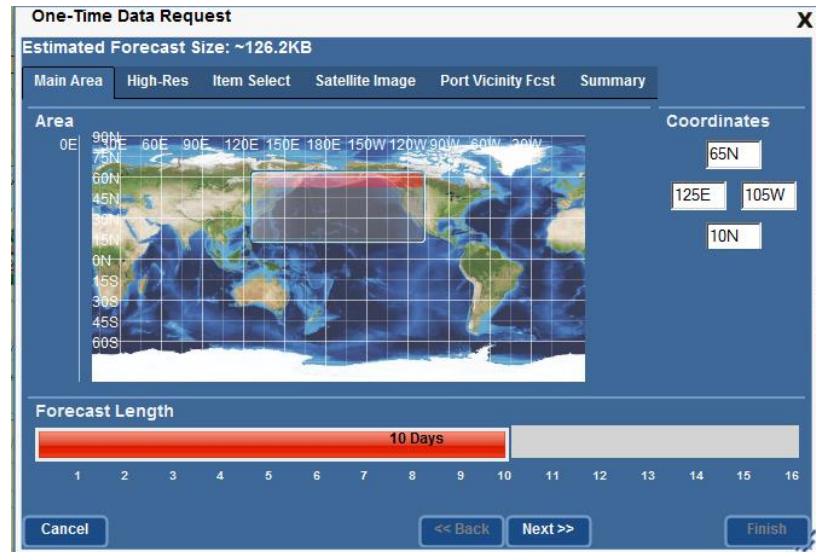 One-Time Data Request X
Estimated Forecast Size: ~126.2KB
Main Area High-Res Item Select Satellite Image Port Vicinity Fcst Summary
Area
Coordinates
90N
0E 30E 60E 90E 120E 150E 180E 150W 120W 90W 60W 30W
75N
60N
45N
15N
0N
15S
30S
45S
60S
65N
125E 105W
10N
Forecast Length
10 Days
1 2 3 4 5 6 7 8 9 10 11 12 13 14 15 16
Cancel << Back Next >> Finish